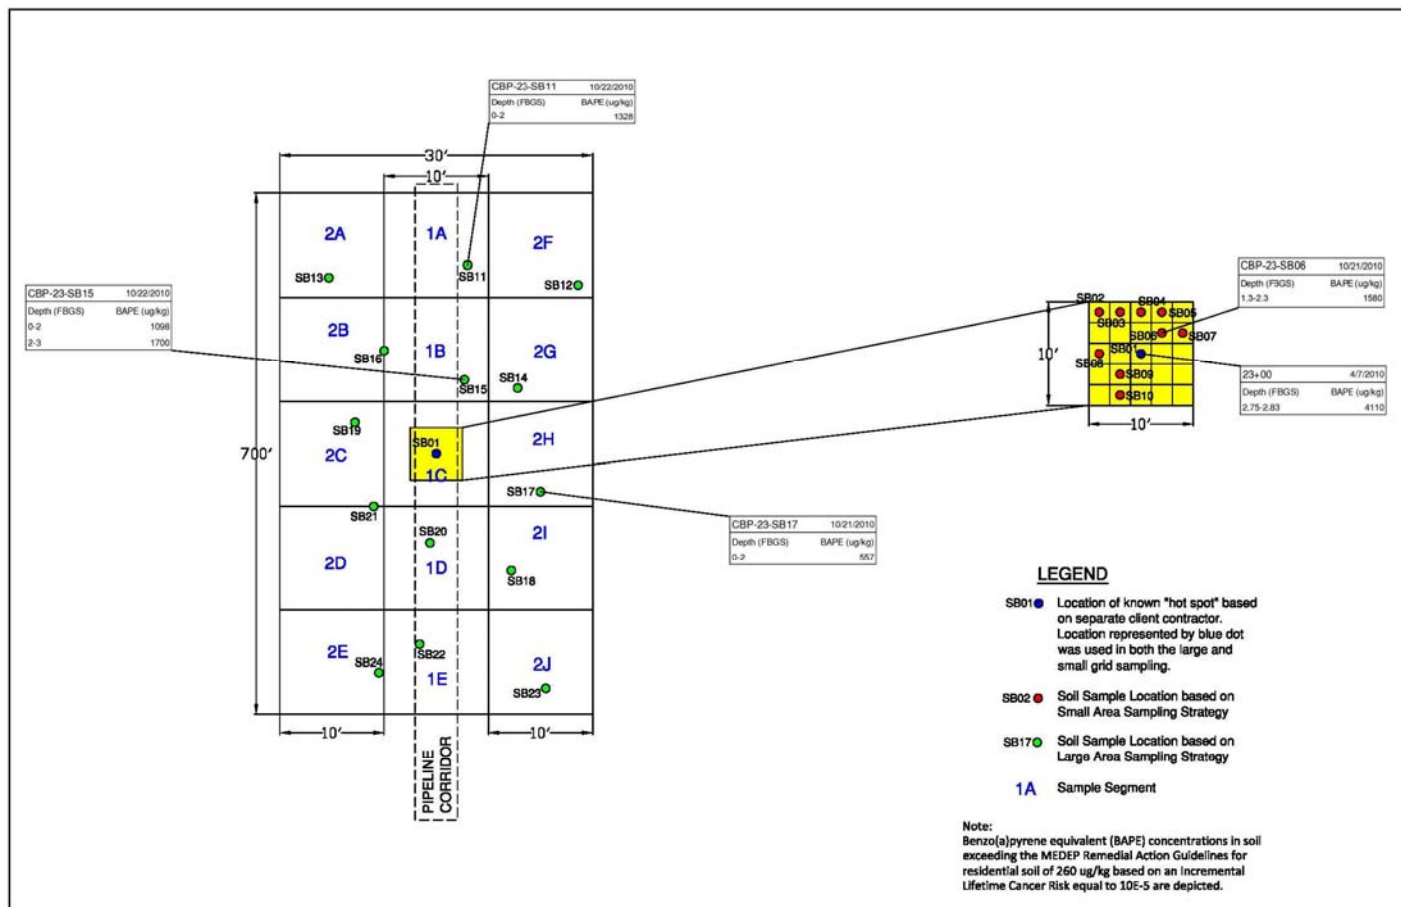 CBP-23-SB11 10/22/2010
Depth (FBGS) BAPE (ug/kg)
0-2 1328
30'
10'
2A
1A
2F
SB13
SB11
SB12
CBP-23-SB15 10/22/2010
Depth (FBGS) BAPE (ug/kg)
0-2 1098
2-3 1700
2B
1B
2G
SB16
SB15
SB14
700'
SB19
2C
SB01
1C
2H
SB17
SB21
SB20
2D
1D
2I
SB18
2E
SB24
SB22
1E
2J
SB23
10'
10'
PIPELINE
CORRIDOR
CBP-23-SB17 10/21/2010
Depth (FBGS) BAPE (ug/kg)
0-2 557
CBP-23-SB06 10/21/2010
Depth (FBGS) BAPE (ug/kg)
1.3-2.3 1580
SB02
SB04
SB03
SB05
SB06
SB07
10'
SB01
SB08
SB09
SB10
10'
23+00 4/7/2010
Depth (FBGS) BAPE (ug/kg)
2.75-2.83 4110
LEGEND
SB01 Location of known "hot spot" based
on separate client contractor.
Location represented by blue dot
was used in both the large and
small grid sampling.
SB02 Soil Sample Location based on
Small Area Sampling Strategy
SB17 Soil Sample Location based on
Large Area Sampling Strategy
1A Sample Segment
Note:
Benzo(a)pyrene equivalent (BAPE) concentrations in soil
exceeding the MEDEP Remedial Action Guidelines for
residential soil of 260 ug/kg based on an Incremental
Lifetime Cancer Risk equal to 10E-5 are depicted.